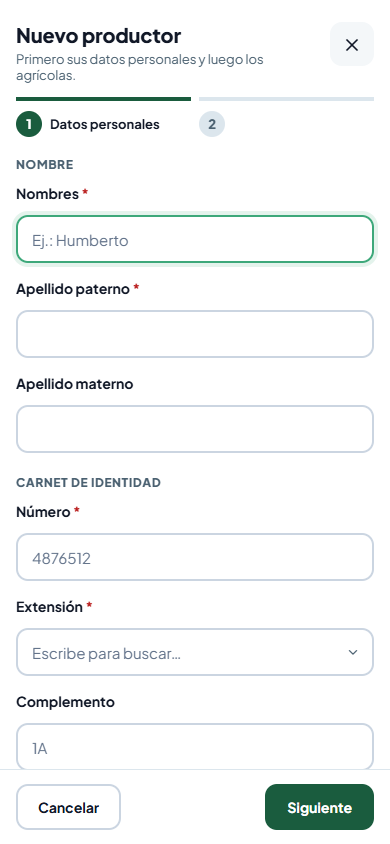 Nuevo productor
Primero sus datos personales y luego los
agrícolas.
1 Datos personales 2
NOMBRE
Nombres *
Ej.: Humberto
Apellido paterno *
Apellido materno
CARNET DE IDENTIDAD
Número *
4876512
Extensión *
Escribe para buscar...
Complemento
1A
Cancelar Siguiente